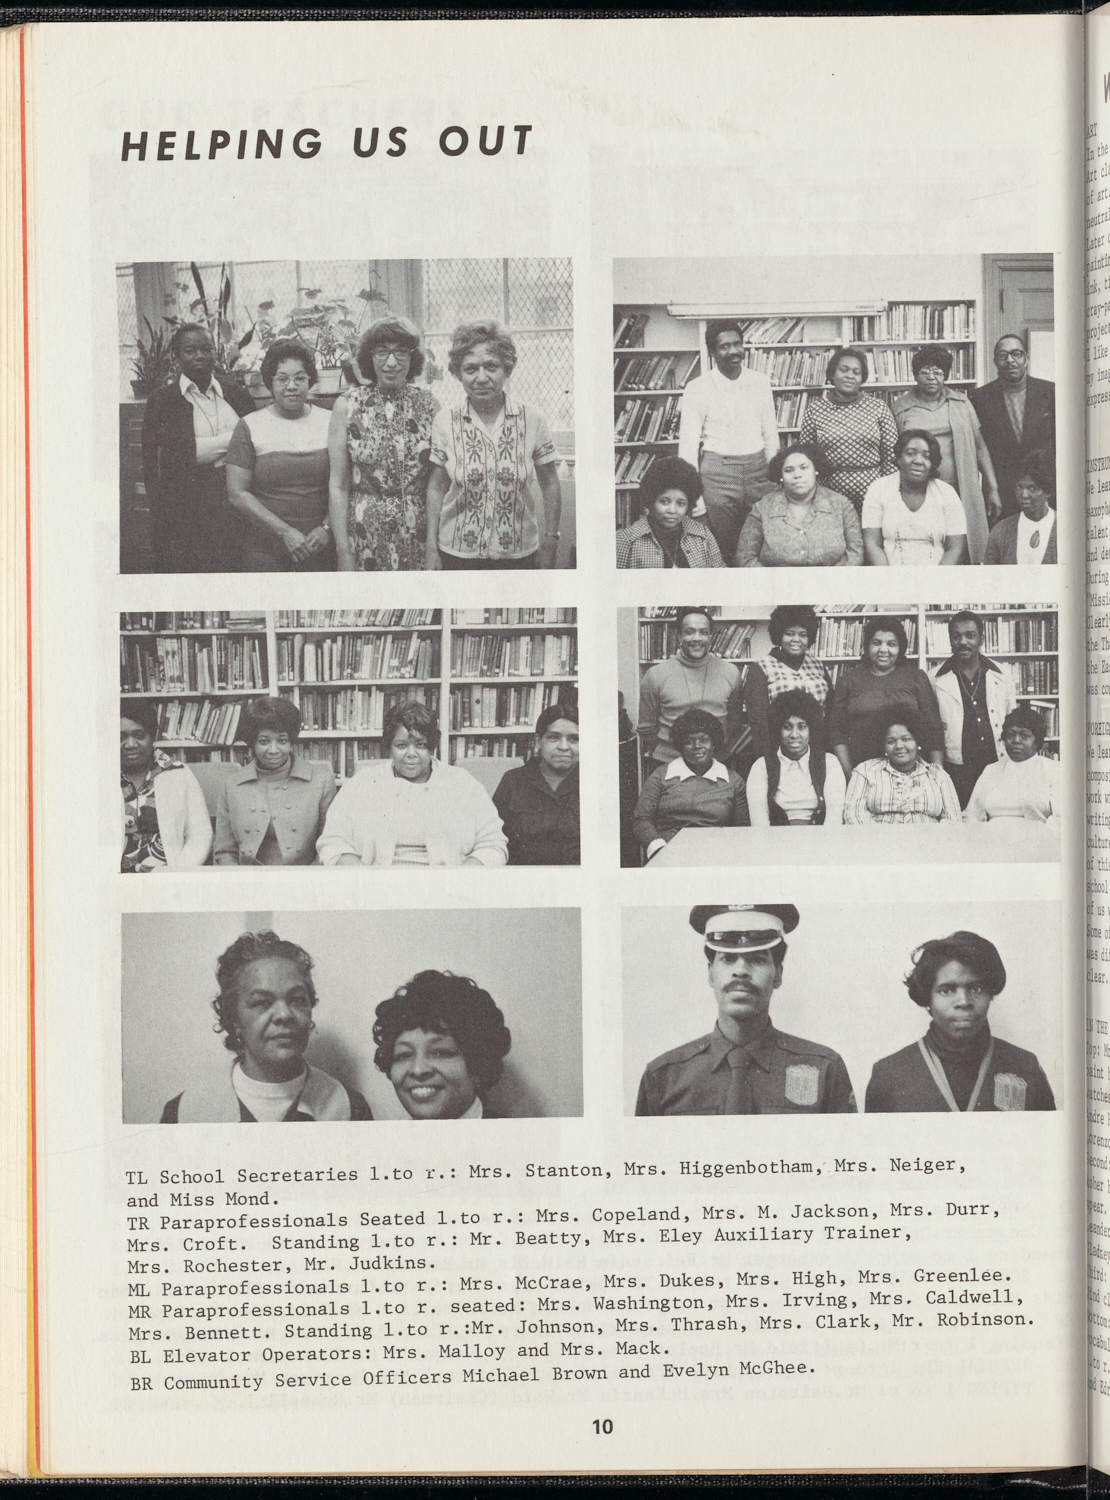 HELPING US OUT
TL School Secretaries l.to r.: Mrs. Stanton, Mrs. Higgenbotham, Mrs. Neiger,
and Miss Mond.
TR Paraprofessionals Seated l.to r.: Mrs. Copeland, Mrs. M. Jackson, Mrs. Durr,
Mrs. Croft. Standing l.to r.: Mr. Beatty, Mrs. Eley Auxiliary Trainer,
Mrs. Rochester, Mr. Judkins.
ML Paraprofessionals l.to r.: Mrs. McCrae, Mrs. Dukes, Mrs. High, Mrs. Greenlee.
MR Paraprofessionals l.to r. seated: Mrs. Washington, Mrs. Irving, Mrs. Caldwell,
Mrs. Bennett. Standing l.to r.:Mr. Johnson, Mrs. Thrash, Mrs. Clark, Mr. Robinson.
BL Elevator Operators: Mrs. Malloy and Mrs. Mack.
BR Community Service Officers Michael Brown and Evelyn McGhee.
10